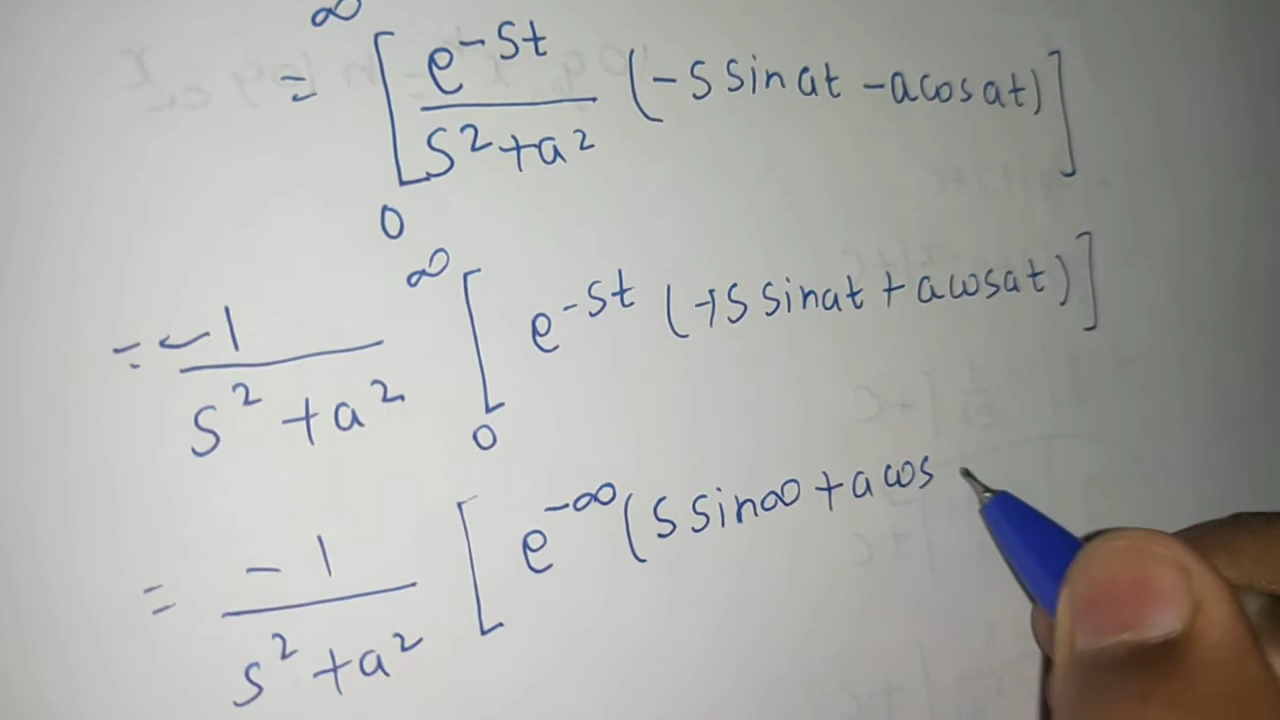 = [e^{-st}/(s²+a²) (-s sin at - a cos at)]₀^∞
= -1/(s²+a²) [e^{-st} (+s sin at + a cos at)]₀^∞
= -1/(s²+a²) [e^{-∞} (s sin∞ + a cos